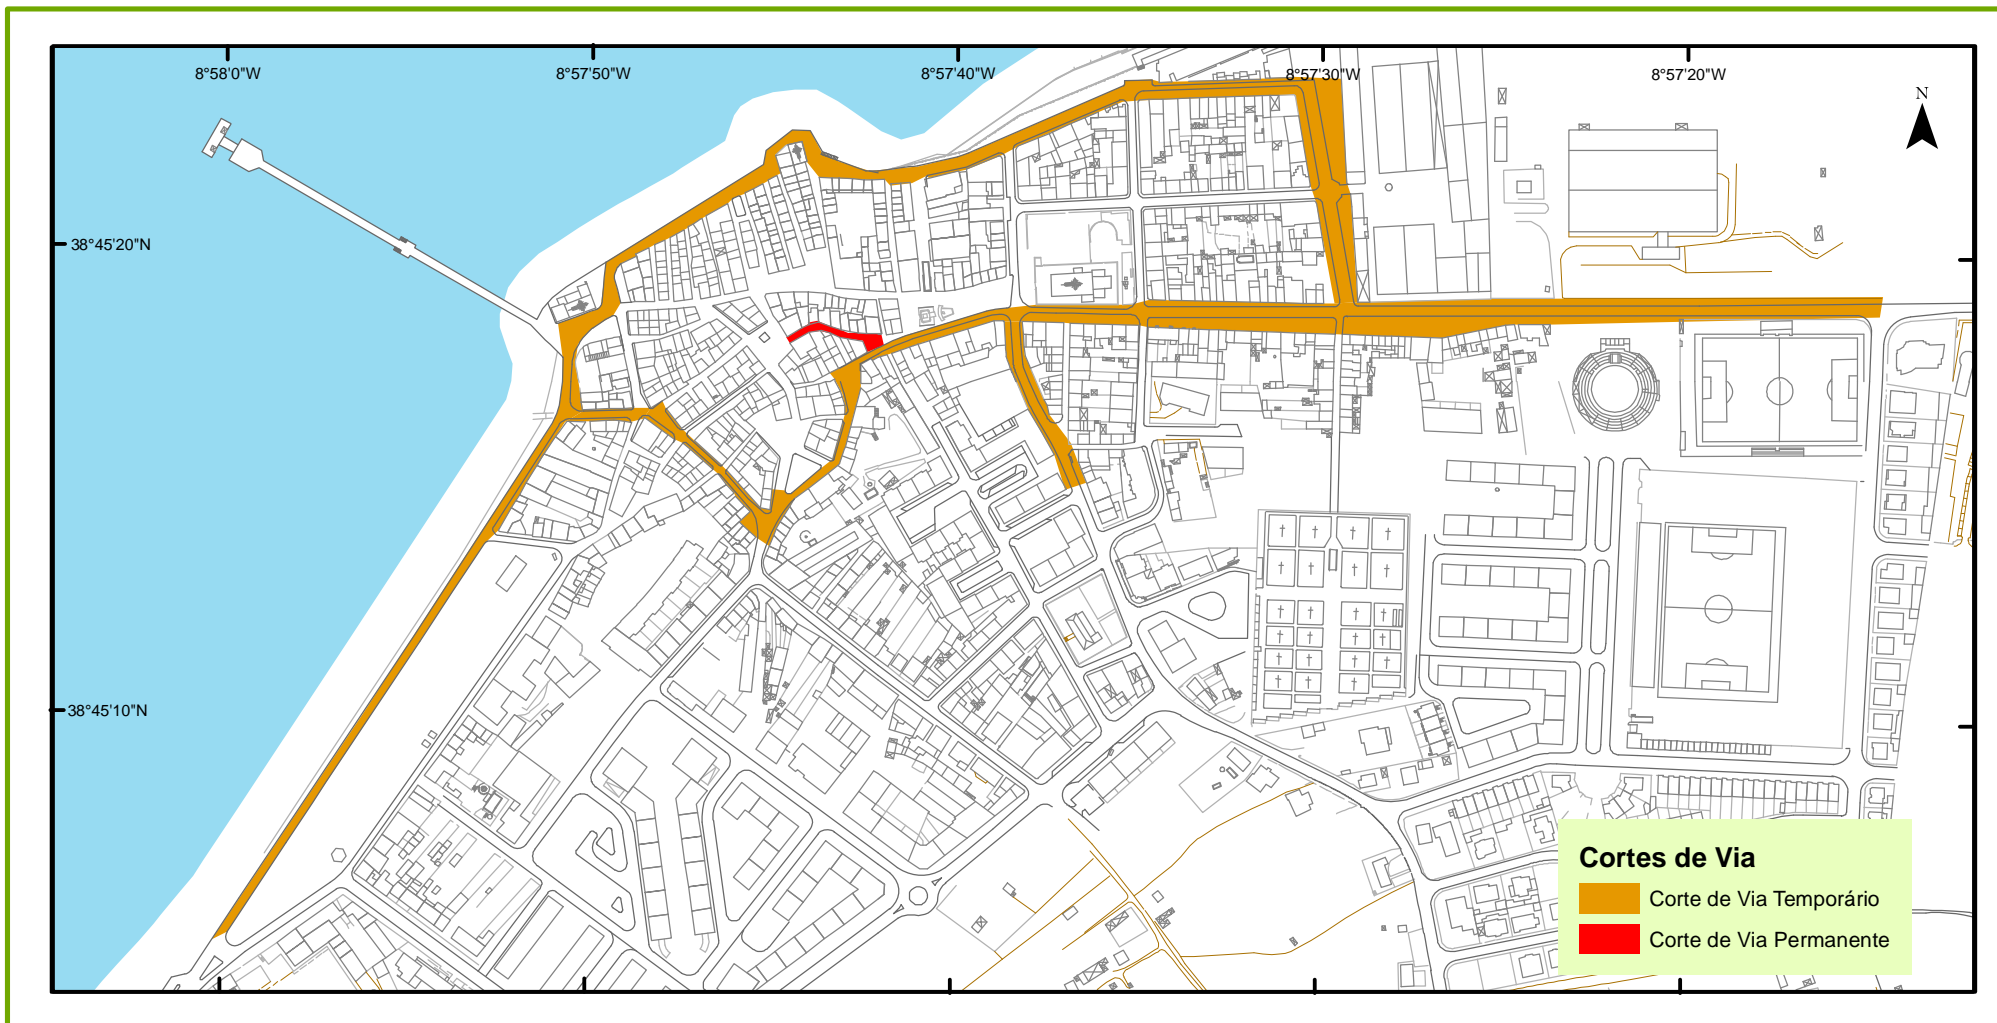 8°58'0"W
8°57'50"W
8°57'40"W
8°57'30"W
8°57'20"W
N
38°45'20"N
38°45'10"N
Cortes de Via
Corte de Via Temporário
Corte de Via Permanente